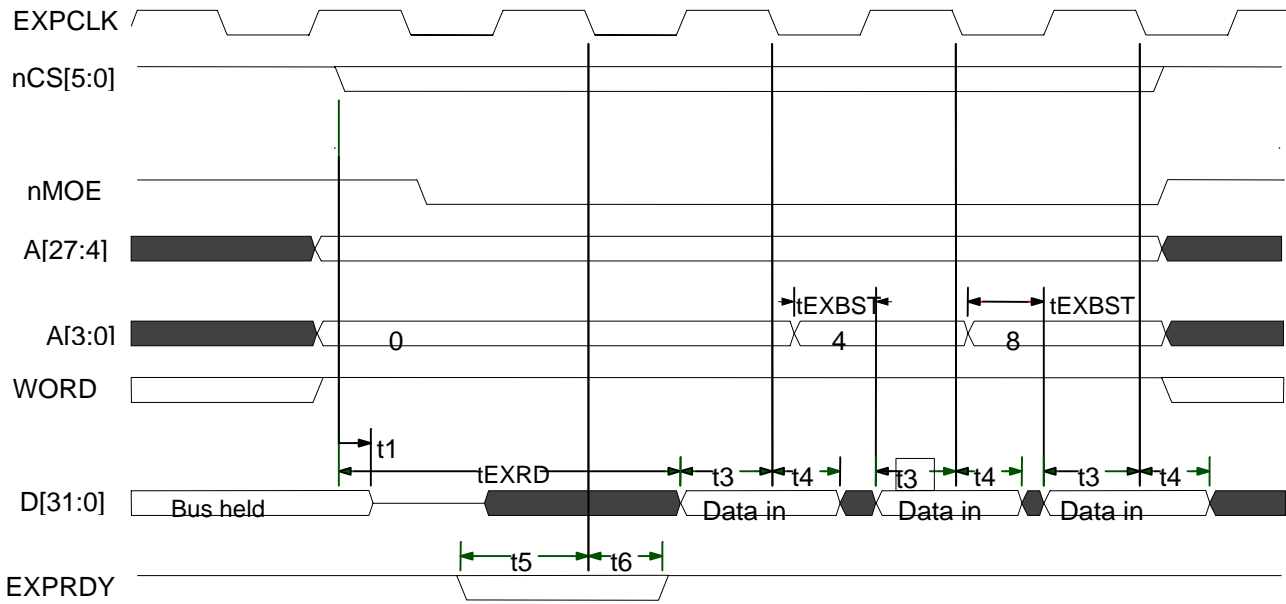 EXPCLK
nCS[5:0]
nMOE
A[27:4]
tEXBST
tEXBST
A[3:0]
0
4
8
WORD
t1
tEXRD
t3
t4
t3
t4
t3
t4
D[31:0]
Bus held
Data in
Data in
Data in
t5
t6
EXPRDY